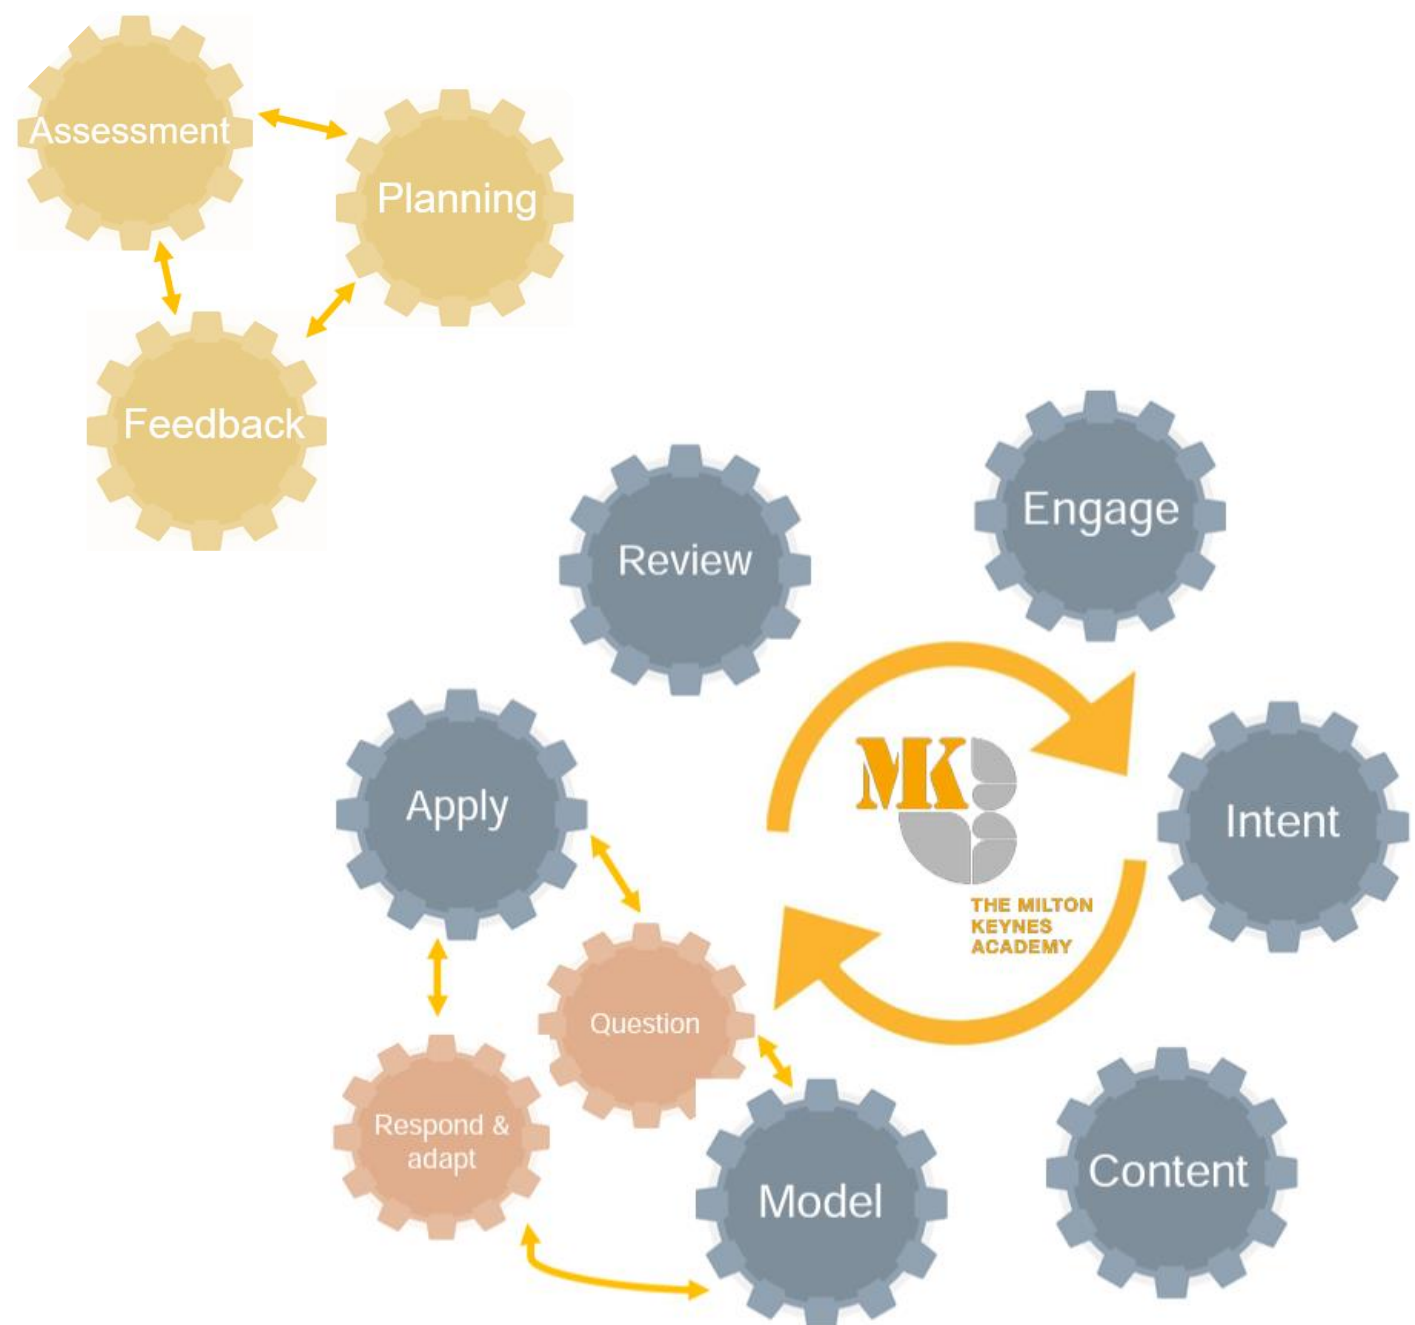 Assessment
Planning
Feedback
Engage
Review
Apply
MK
Intent
THE MILTON
KEYNES
ACADEMY
Question
Respond &
adapt
Content
Model